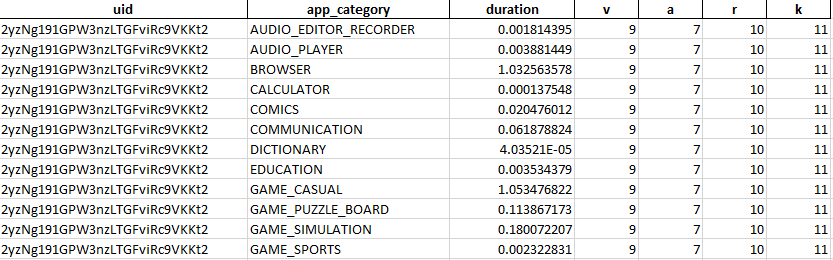 uid app_category duration v a r k
2yzNg191GPW3nzLTGFviRc9VKKt2 AUDIO_EDITOR_RECORDER 0.001814395 9 7 10 11
2yzNg191GPW3nzLTGFviRc9VKKt2 AUDIO_PLAYER 0.003881449 9 7 10 11
2yzNg191GPW3nzLTGFviRc9VKKt2 BROWSER 1.032563578 9 7 10 11
2yzNg191GPW3nzLTGFviRc9VKKt2 CALCULATOR 0.000137548 9 7 10 11
2yzNg191GPW3nzLTGFviRc9VKKt2 COMICS 0.020476012 9 7 10 11
2yzNg191GPW3nzLTGFviRc9VKKt2 COMMUNICATION 0.061878824 9 7 10 11
2yzNg191GPW3nzLTGFviRc9VKKt2 DICTIONARY 4.03521E-05 9 7 10 11
2yzNg191GPW3nzLTGFviRc9VKKt2 EDUCATION 0.003534379 9 7 10 11
2yzNg191GPW3nzLTGFviRc9VKKt2 GAME_CASUAL 1.053476822 9 7 10 11
2yzNg191GPW3nzLTGFviRc9VKKt2 GAME_PUZZLE_BOARD 0.113867173 9 7 10 11
2yzNg191GPW3nzLTGFviRc9VKKt2 GAME_SIMULATION 0.180072207 9 7 10 11
2yzNg191GPW3nzLTGFviRc9VKKt2 GAME_SPORTS 0.002322831 9 7 10 11